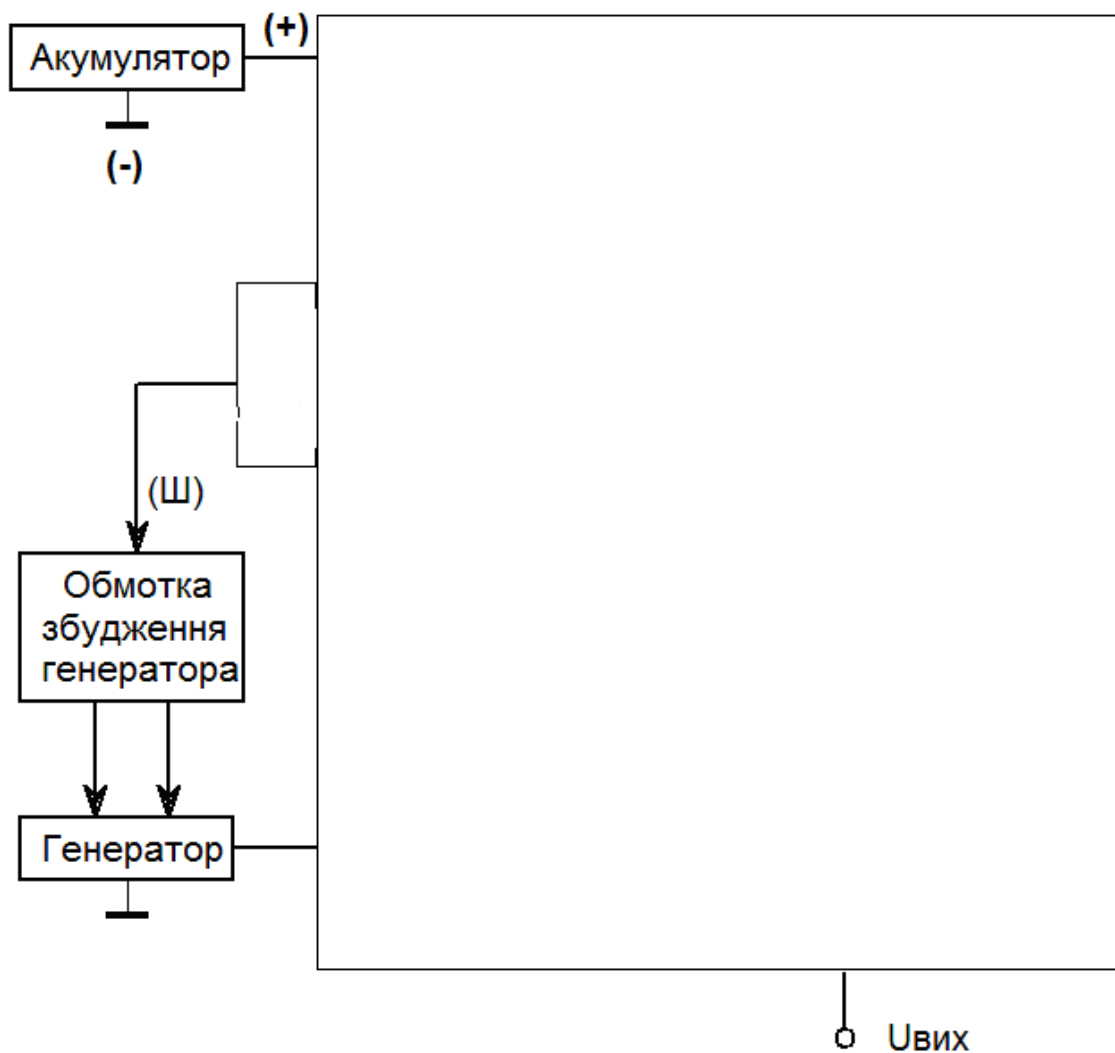 (+)
Акумулятор
(-)
(Ш)
Обмотка
збудження
генератора
Генератор
Uвих